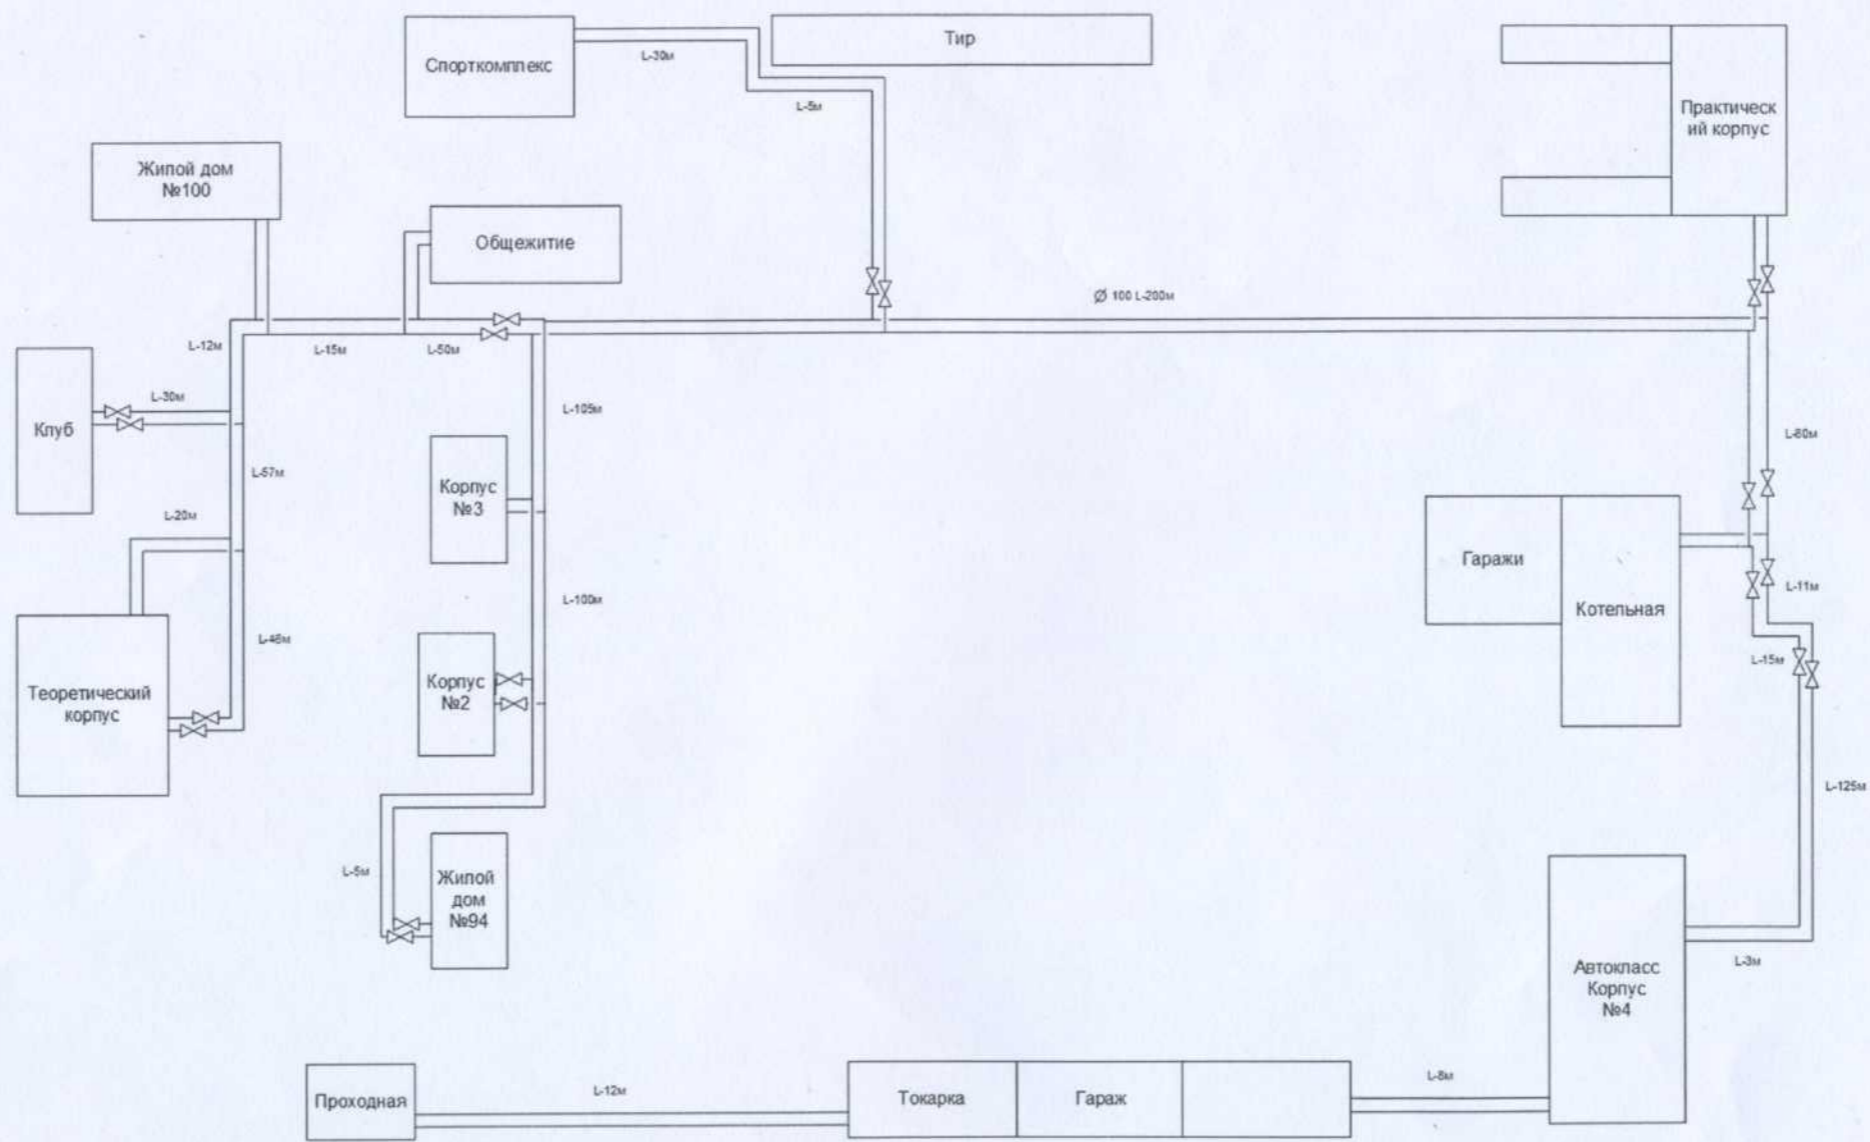 Спорткомплекс
L-30м
Тир
L-5м
Практическ
ий корпус
Жилой дом
№100
Общежитие
Ø 100 L-200м
L-12м
L-15м
L-50м
L-30м
Клуб
L-105м
L-80м
L-57м
Корпус
№3
L-20м
Гаражи
Котельная
L-11м
L-100м
L-46м
L-15м
Теоретический
корпус
Корпус
№2
L-125м
L-5м
Жилой
дом
№94
L-3м
Автокласс
Корпус
№4
L-12м
L-8м
Проходная
Токарка
Гараж